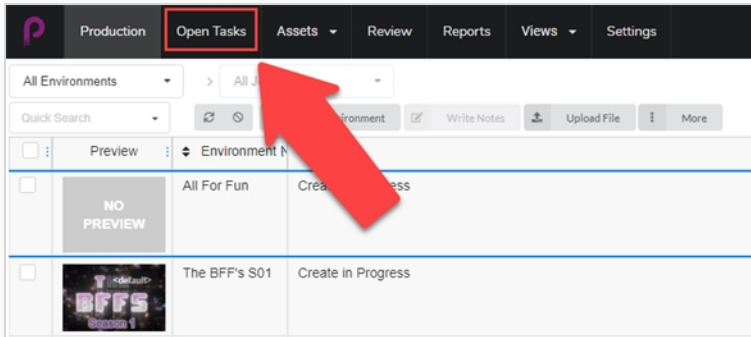 Production Open Tasks Assets Review Reports Views Settings
All Environments > All J
Quick Search ironment Write Notes Upload File More
Preview Environment N
NO
PREVIEW
All For Fun Crea ess
<default>
BFFS
Season 1
The BFF's S01 Create in Progress